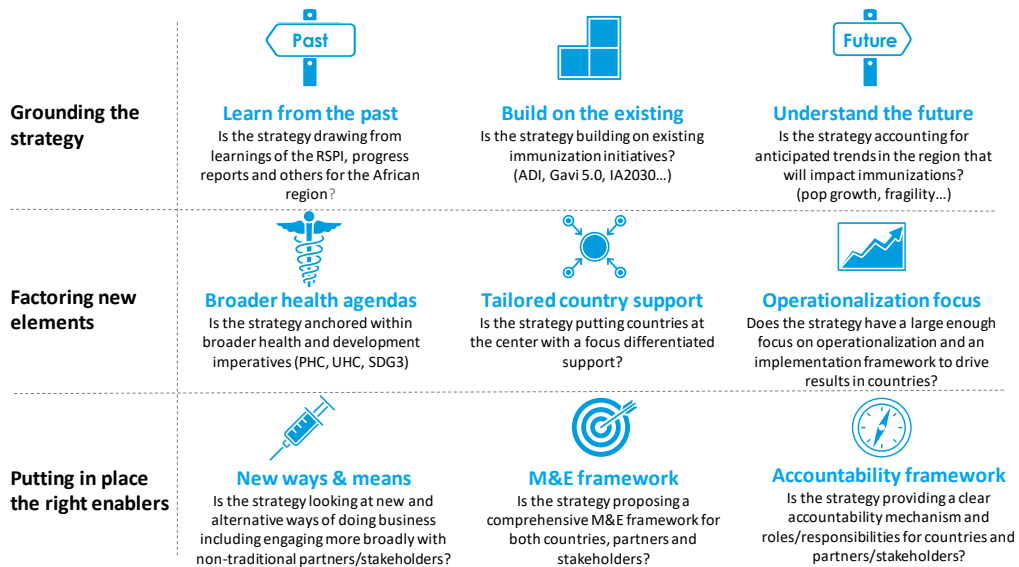 Past
Future
Grounding the
strategy
Learn from the past
Is the strategy drawing from
learnings of the RSPI, progress
reports and others for the African
region?
Build on the existing
Is the strategy building on existing
immunization initiatives?
(ADI, Gavi 5.0, IA2030...)
Understand the future
Is the strategy accounting for
anticipated trends in the region that
will impact immunizations?
(pop growth, fragility...)
Factoring new
elements
Broader health agendas
Is the strategy anchored within
broader health and development
imperatives (PHC, UHC, SDG3)
Tailored country support
Is the strategy putting countries at
the center with a focus differentiated
support?
Operationalization focus
Does the strategy have a large enough
focus on operationalization and an
implementation framework to drive
results in countries?
Putting in place
the right enablers
New ways & means
Is the strategy looking at new and
alternative ways of doing business
including engaging more broadly with
non-traditional partners/stakeholders?
M&E framework
Is the strategy proposing a
comprehensive M&E framework for
both countries, partners and
stakeholders?
Accountability framework
Is the strategy providing a clear
accountability mechanism and
roles/responsibilities for countries and
partners/stakeholders?